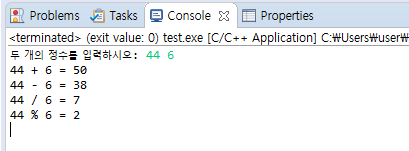 Problems Tasks Console Properties
<terminated> (exit value: 0) test.exe [C/C++ Application] C:₩Users₩user₩
두 개의 정수를 입력하시오: 44 6
44 + 6 = 50
44 - 6 = 38
44 / 6 = 7
44 % 6 = 2